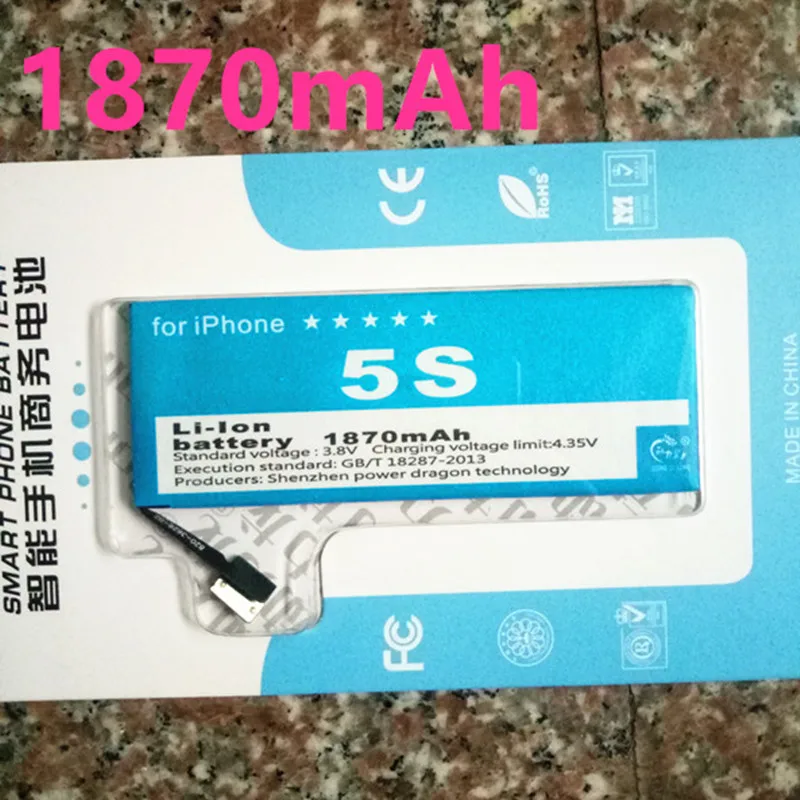 1870mAh
SMART PHONE BATTERY
智能手机商务电池
CE
RoHS
for iPhone ★★★★★
5S
Li-Ion
battery 1870mAh
Standard voltage : 3.8V Charging voltage limit:4.35V
Execution standard: GB/T 18287-2013
Producers: Shenzhen power dragon technology
MADE IN CHINA
FC